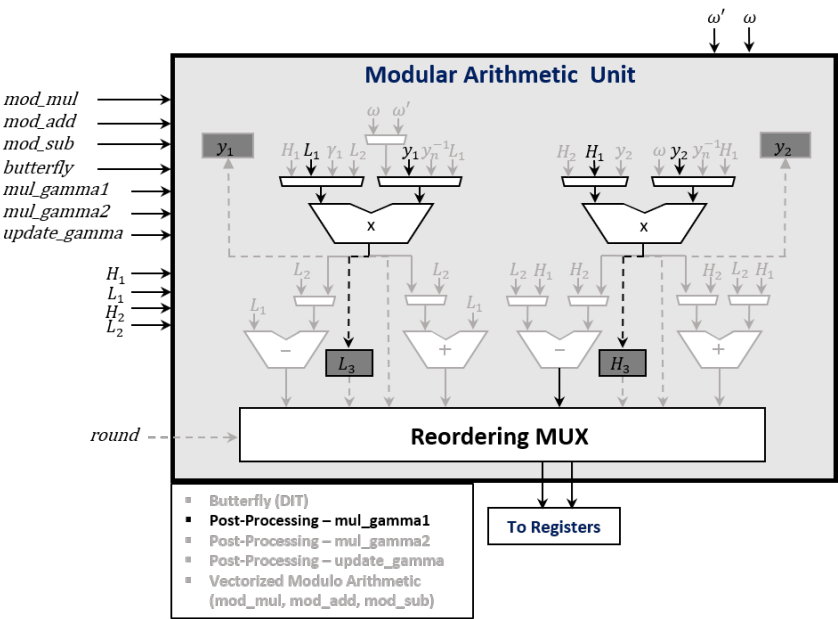 ω′ ω
Modular Arithmetic Unit
mod_mul
mod_add
mod_sub
butterfly
mul_gamma1
mul_gamma2
update_gamma
H₁
L₁
H₂
L₂
ω ω′
y₁
y₂
H₁ L₁ γ₁ L₂ y₁ yₙ⁻¹ L₁
H₂ H₁ y₂ ω y₂ yₙ⁻¹ H₁
x
x
L₂ L₂ L₂ H₁ H₂ H₂ L₂ H₁
L₁ L₁
− + − +
L₃
H₃
round
Reordering MUX
To Registers
▪ Butterfly (DIT)
▪ Post-Processing – mul_gamma1
▪ Post-Processing – mul_gamma2
▪ Post-Processing – update_gamma
▪ Vectorized Modulo Arithmetic
(mod_mul, mod_add, mod_sub)